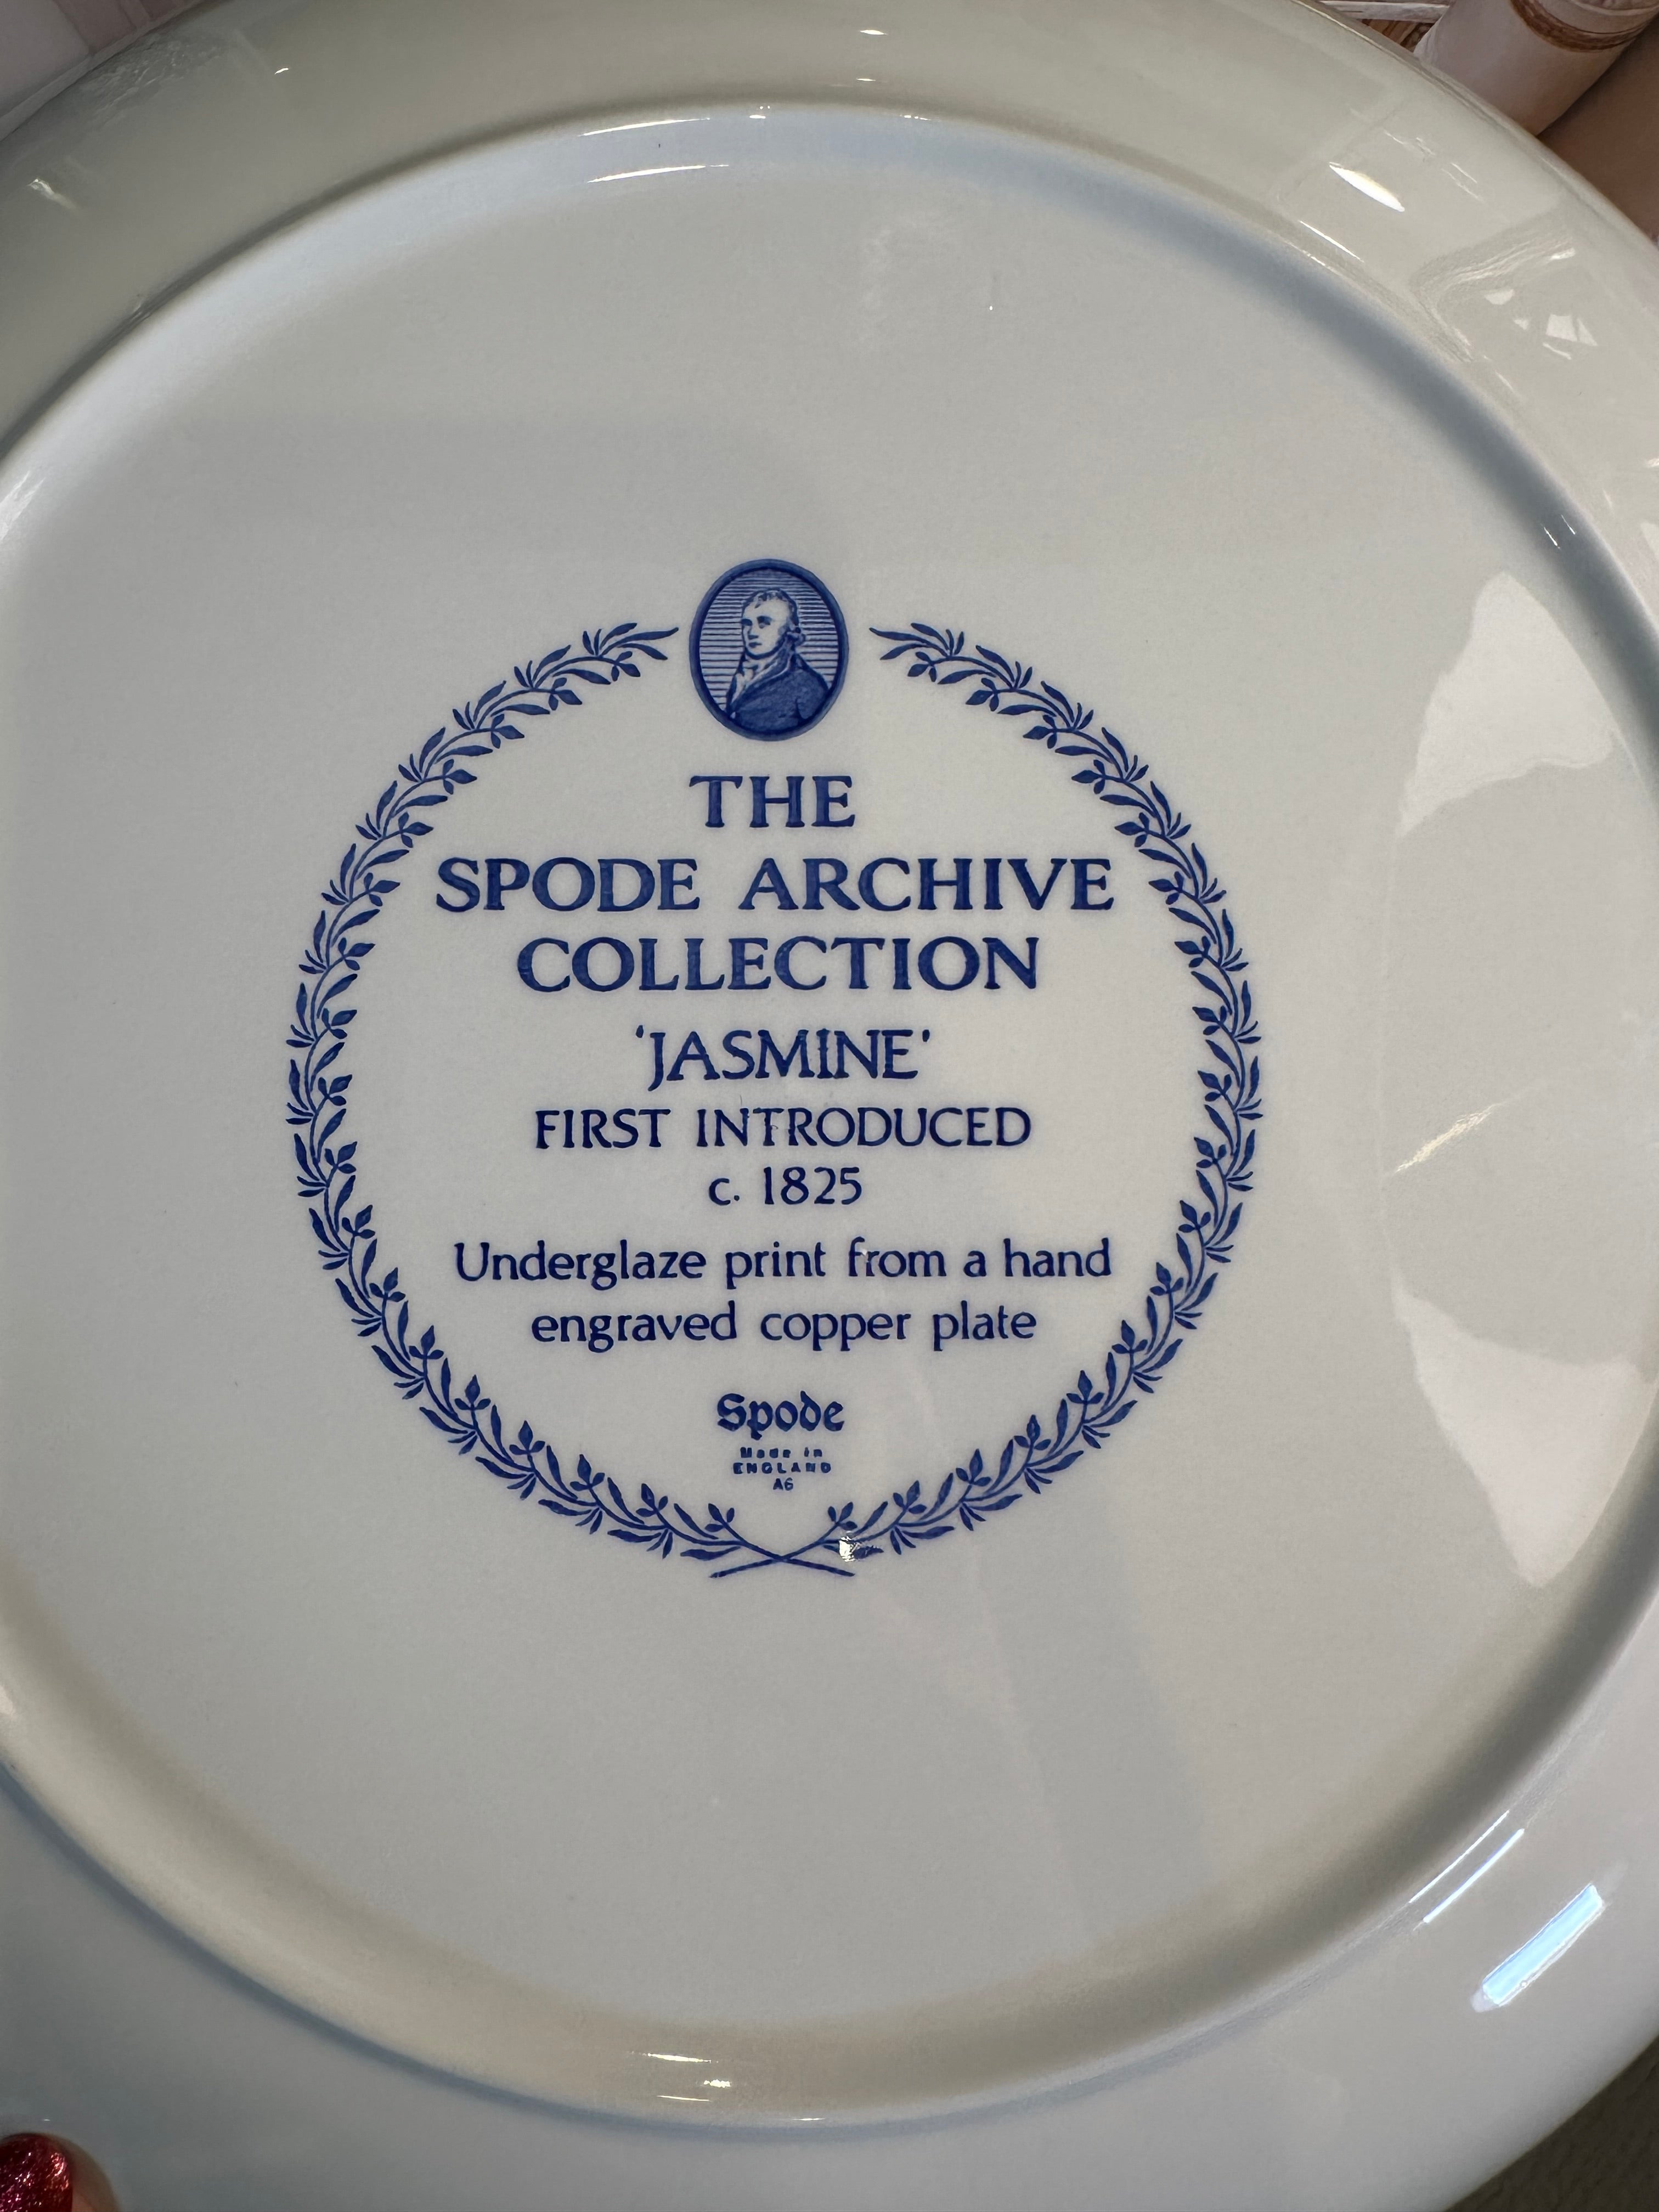 THE
SPODE ARCHIVE
COLLECTION
‘JASMINE’
FIRST INTRODUCED
c. 1825
Underglaze print from a hand
engraved copper plate
Spode
Made in
ENGLAND
A6